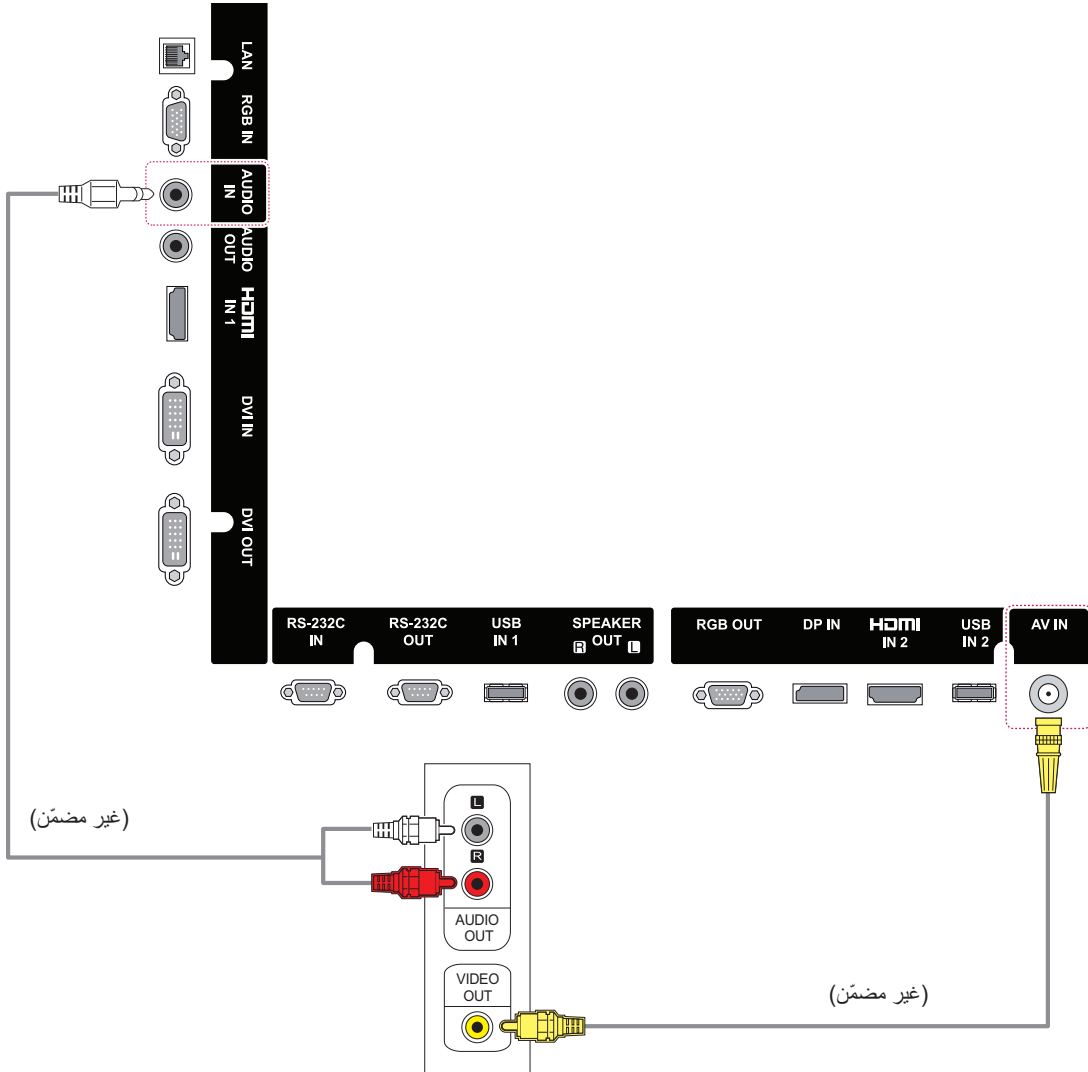 LAN
RGB IN
AUDIO
IN
AUDIO
OUT
HDMI
IN 1
DVI IN
DVI OUT
RS-232C
IN
RS-232C
OUT
USB
IN 1
SPEAKER
R OUT L
RGB OUT
DP IN
HDMI
IN 2
USB
IN 2
AV IN
(غير مضمّن)
L
R
AUDIO
OUT
VIDEO
OUT
(غير مضمّن)